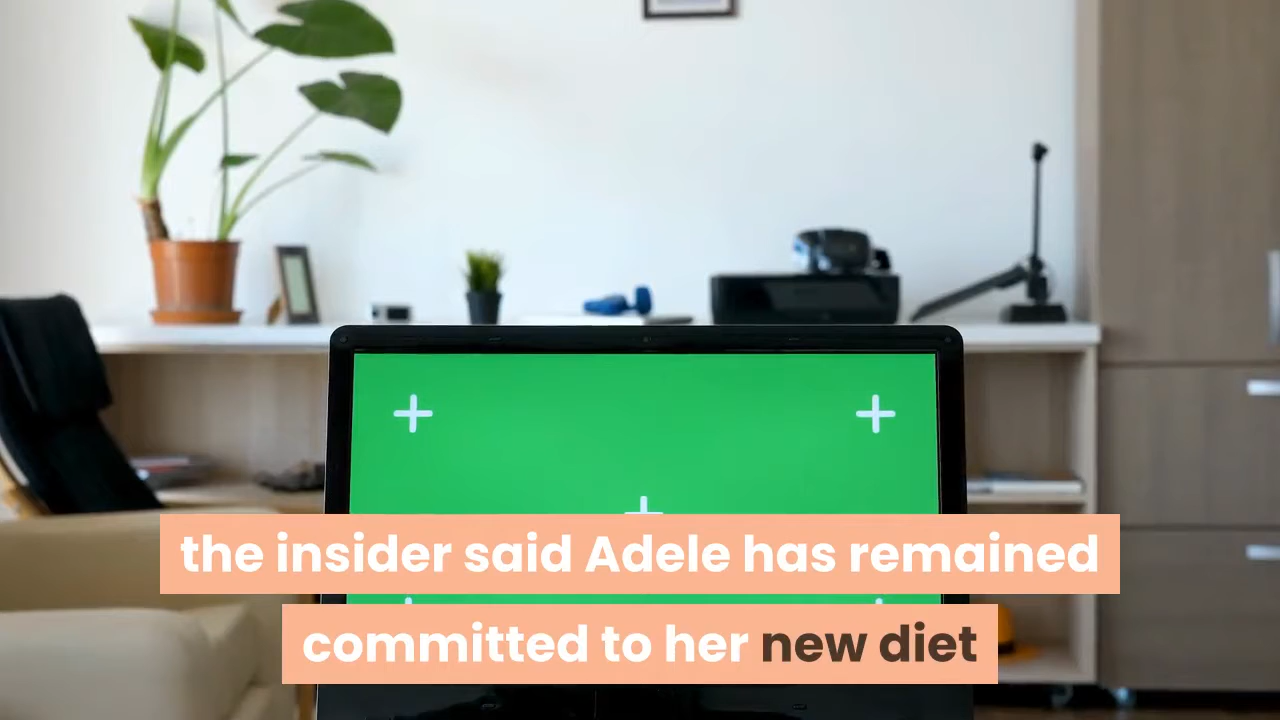 the insider said Adele has remained
committed to her new diet